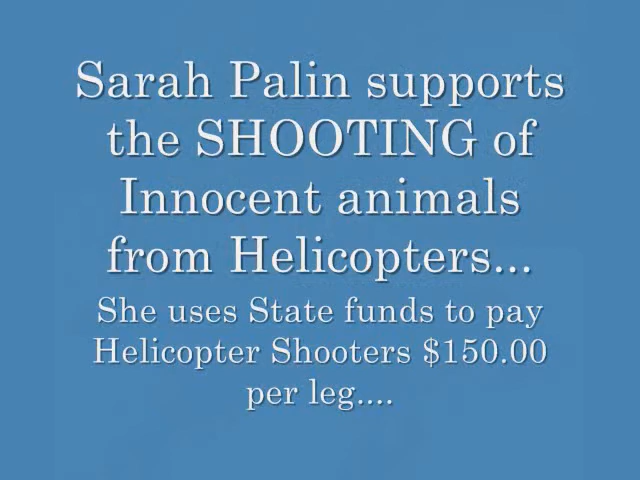 Sarah Palin supports
the SHOOTING of
Innocent animals
from Helicopters...
She uses State funds to pay
Helicopter Shooters $150.00
per leg....